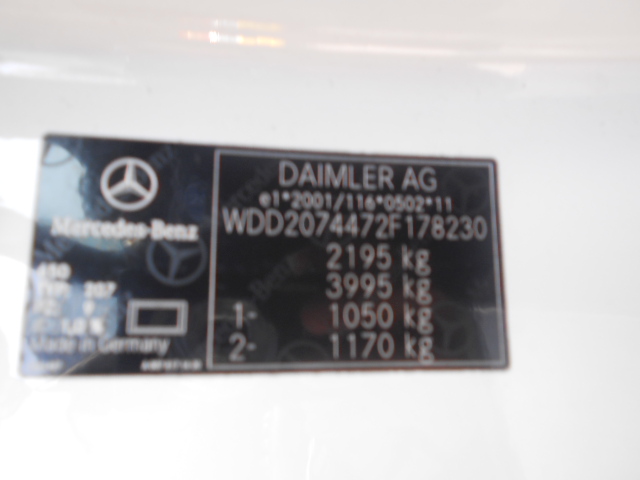 Mercedes-Benz
207
Made in Germany
DAIMLER AG
e1*2001/116*0502*11
WDD2074472F178230
2195 kg
3995 kg
1- 1050 kg
2- 1170 kg